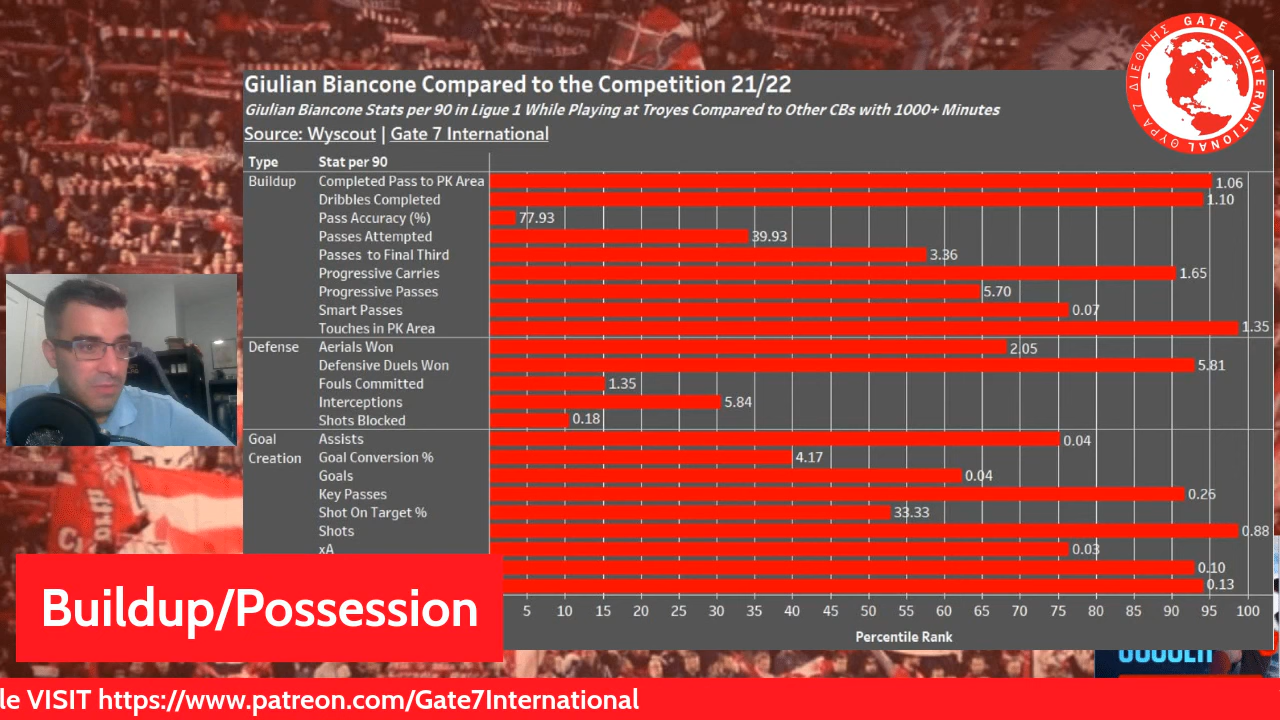 Giulian Biancone Compared to the Competition 21/22
Giulian Biancone Stats per 90 in Ligue 1 While Playing at Troyes Compared to Other CBs with 1000+ Minutes
Source: Wyscout | Gate 7 International
GATE 7 INTERNATIONAL ΘΥΡΑ 7 ΔΙΕΘΝΗΣ
Type Stat per 90
Buildup Completed Pass to PK Area 1.06
Dribbles Completed 1.10
Pass Accuracy (%) 77.93
Passes Attempted 39.93
Passes to Final Third 3.36
Progressive Carries 1.65
Progressive Passes 5.70
Smart Passes 0.07
Touches in PK Area 1.35
Defense Aerials Won 2.05
Defensive Duels Won 5.81
Fouls Committed 1.35
Interceptions 5.84
Shots Blocked 0.18
Goal Assists 0.04
Creation Goal Conversion % 4.17
Goals 0.04
Key Passes 0.26
Shot On Target % 33.33
Shots 0.88
xA 0.03
0.10
0.13
5 10 15 20 25 30 35 40 45 50 55 60 65 70 75 80 85 90 95 100
Percentile Rank
Buildup/Possession
le VISIT https://www.patreon.com/Gate7International